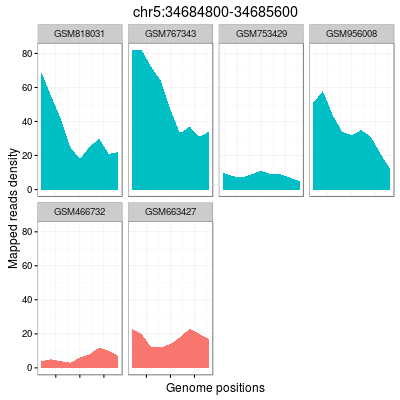 chr5:34684800-34685600
GSM818031 GSM767343 GSM753429 GSM956008
80
60
40
20
0
GSM466732 GSM663427
80
60
40
20
0
Mapped reads density
Genome positions